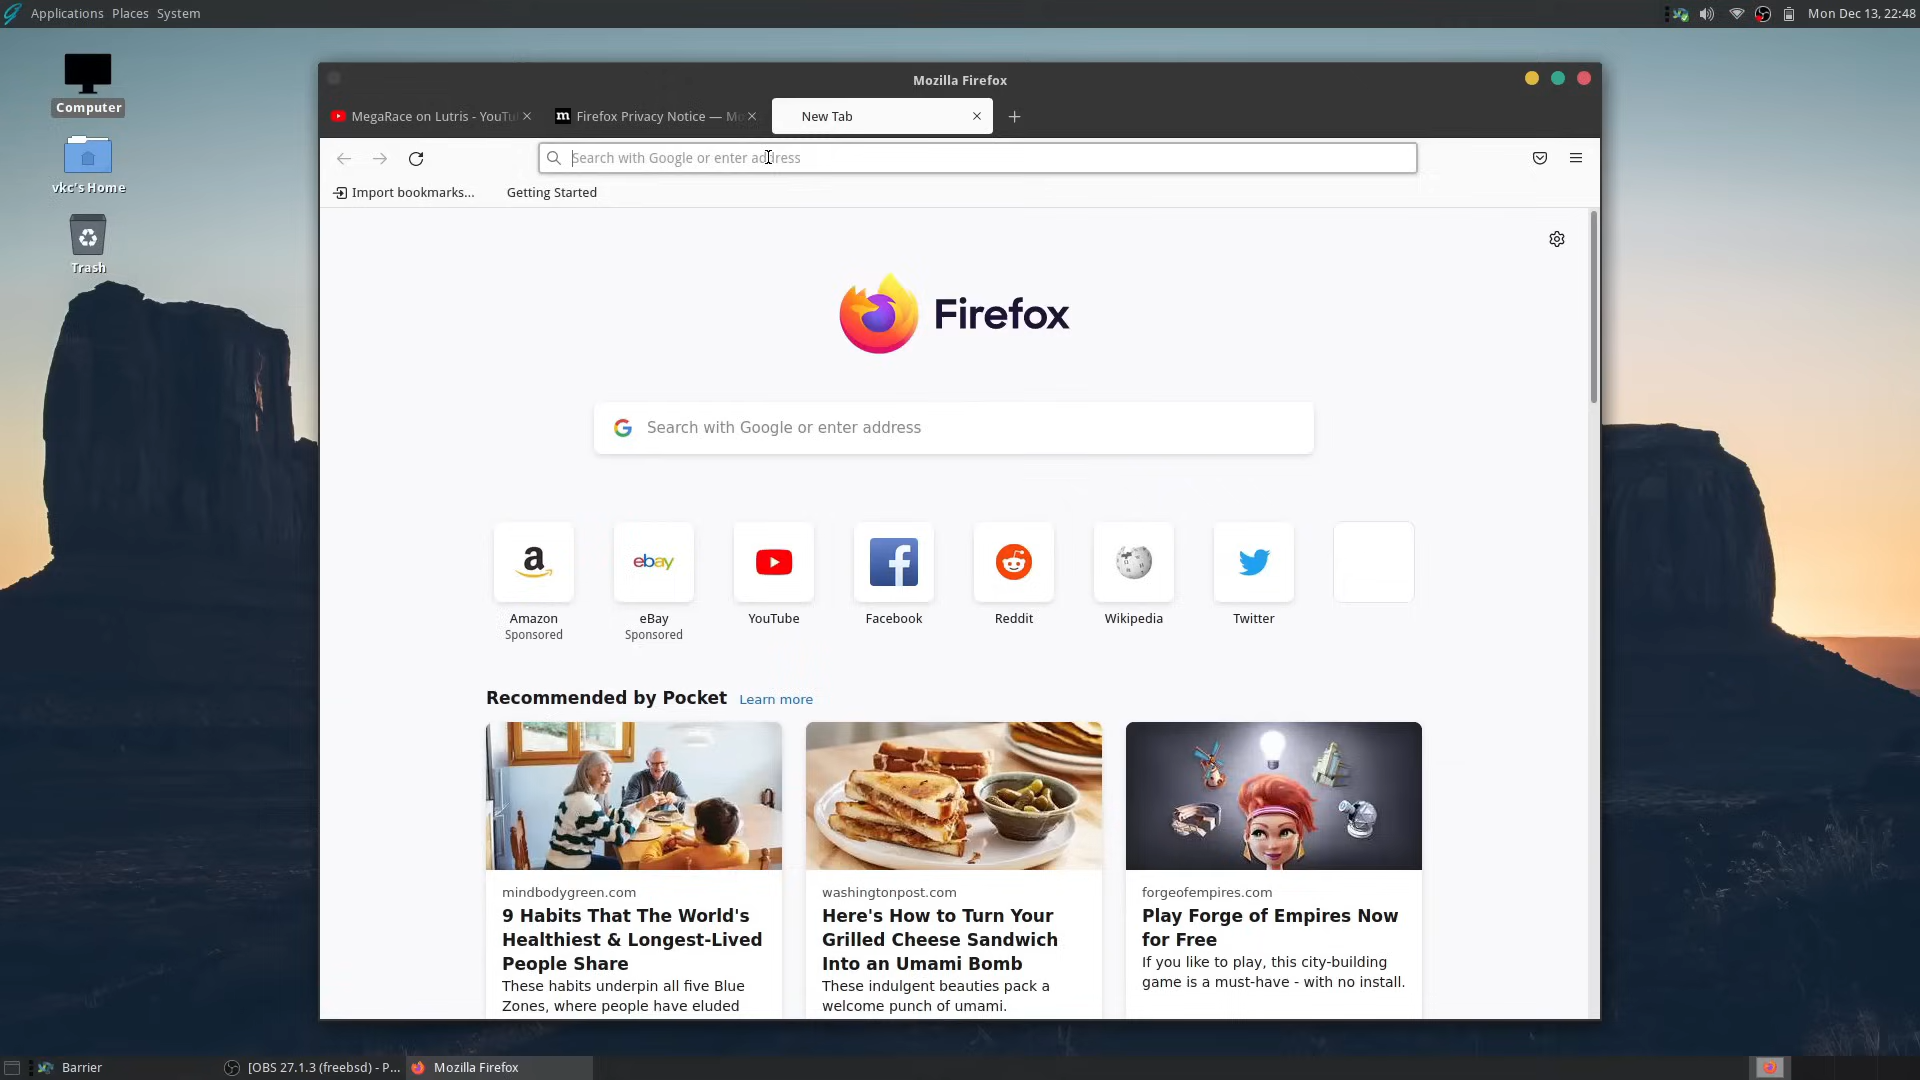 Applications Places System
Mon Dec 13, 22:48
Computer
vkc's Home
Trash
Mozilla Firefox
MegaRace on Lutris - YouTu
Firefox Privacy Notice — Mo
New Tab
Search with Google or enter address
Import bookmarks...
Getting Started
Firefox
Search with Google or enter address
a
ebay
Amazon
Sponsored
eBay
Sponsored
YouTube
Facebook
Reddit
Wikipedia
Twitter
Recommended by Pocket Learn more
mindbodygreen.com
9 Habits That The World's
Healthiest & Longest-Lived
People Share
These habits underpin all five Blue
Zones, where people have eluded
washingtonpost.com
Here's How to Turn Your
Grilled Cheese Sandwich
Into an Umami Bomb
These indulgent beauties pack a
welcome punch of umami.
forgeofempires.com
Play Forge of Empires Now
for Free
If you like to play, this city-building
game is a must-have - with no install.
Barrier
[OBS 27.1.3 (freebsd) - P...
Mozilla Firefox